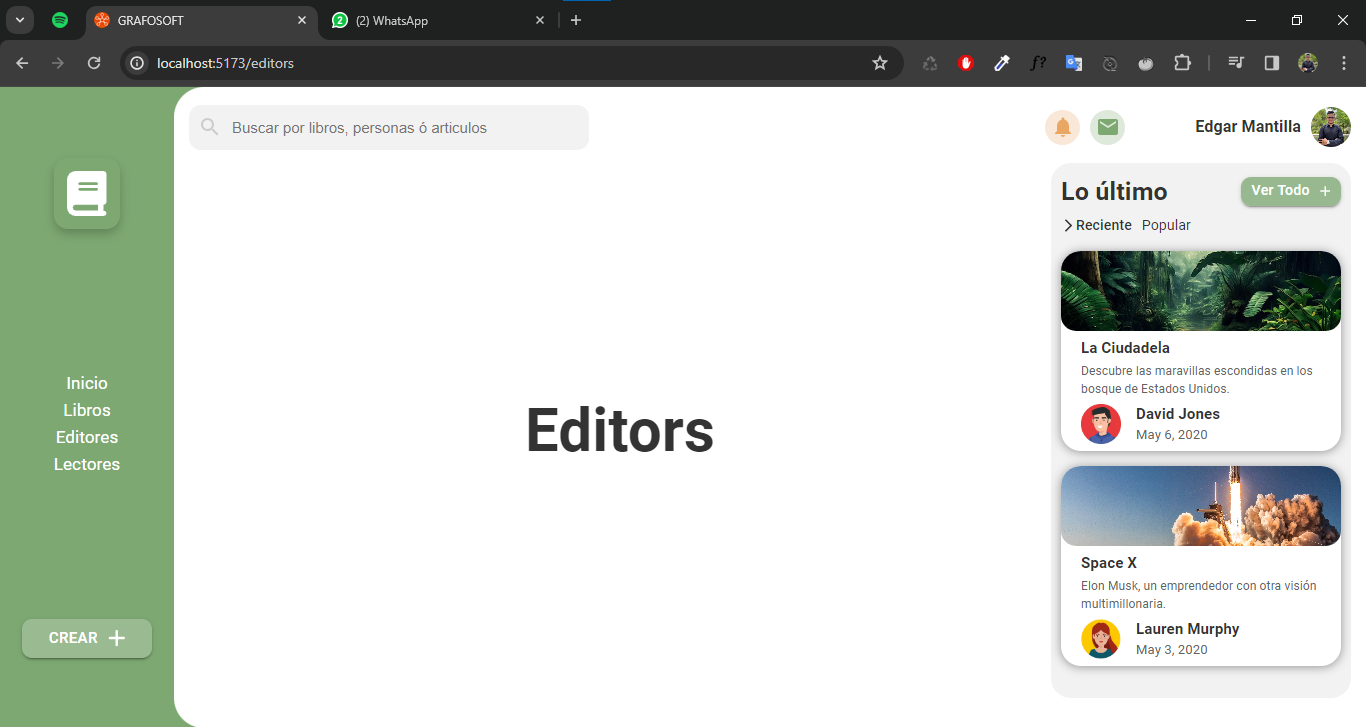 GRAFOSOFT
2
(2) WhatsApp
localhost:5173/editors
f?
Buscar por libros, personas ó articulos
Edgar Mantilla
Inicio
Libros
Editores
Lectores
CREAR
Editors
Lo último
Ver Todo
Reciente Popular
La Ciudadela
Descubre las maravillas escondidas en los
bosque de Estados Unidos.
David Jones
May 6, 2020
Space X
Elon Musk, un emprendedor con otra visión
multimillonaria.
Lauren Murphy
May 3, 2020